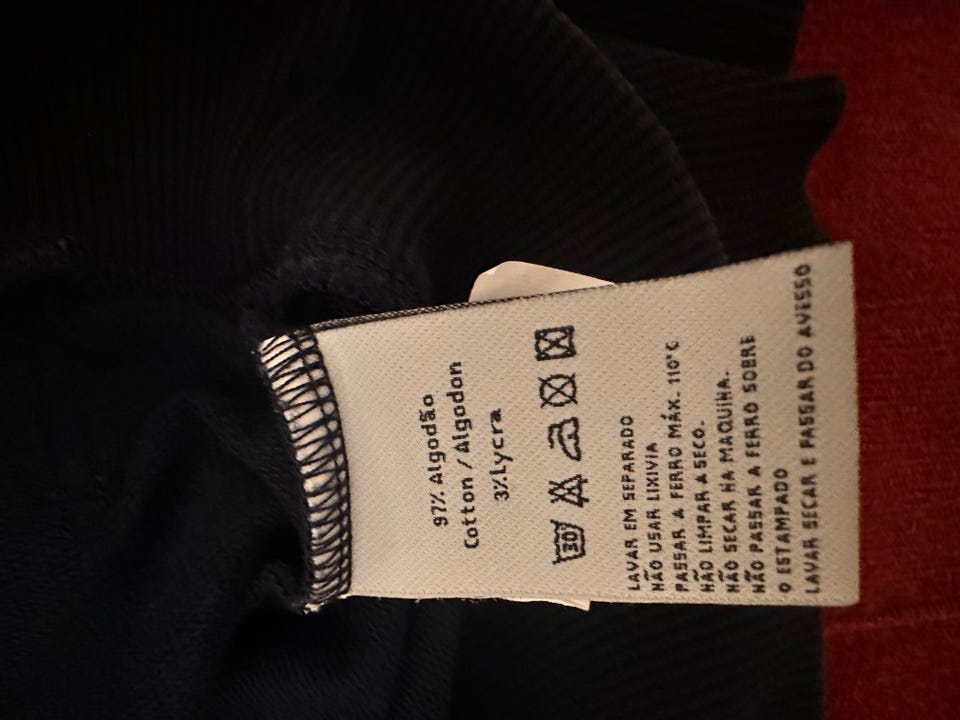 97% Algodão
Cotton / Algodon
3% Lycra
30
LAVAR EM SEPARADO
NÃO USAR LIXIVIA
PASSAR A FERRO MÁX. 110°C
NÃO LIMPAR A SECO.
NÃO SECAR NA MAQUINA.
NÃO PASSAR A FERRO SOBRE
O ESTAMPADO
LAVAR SECAR E PASSAR DO AVESSO